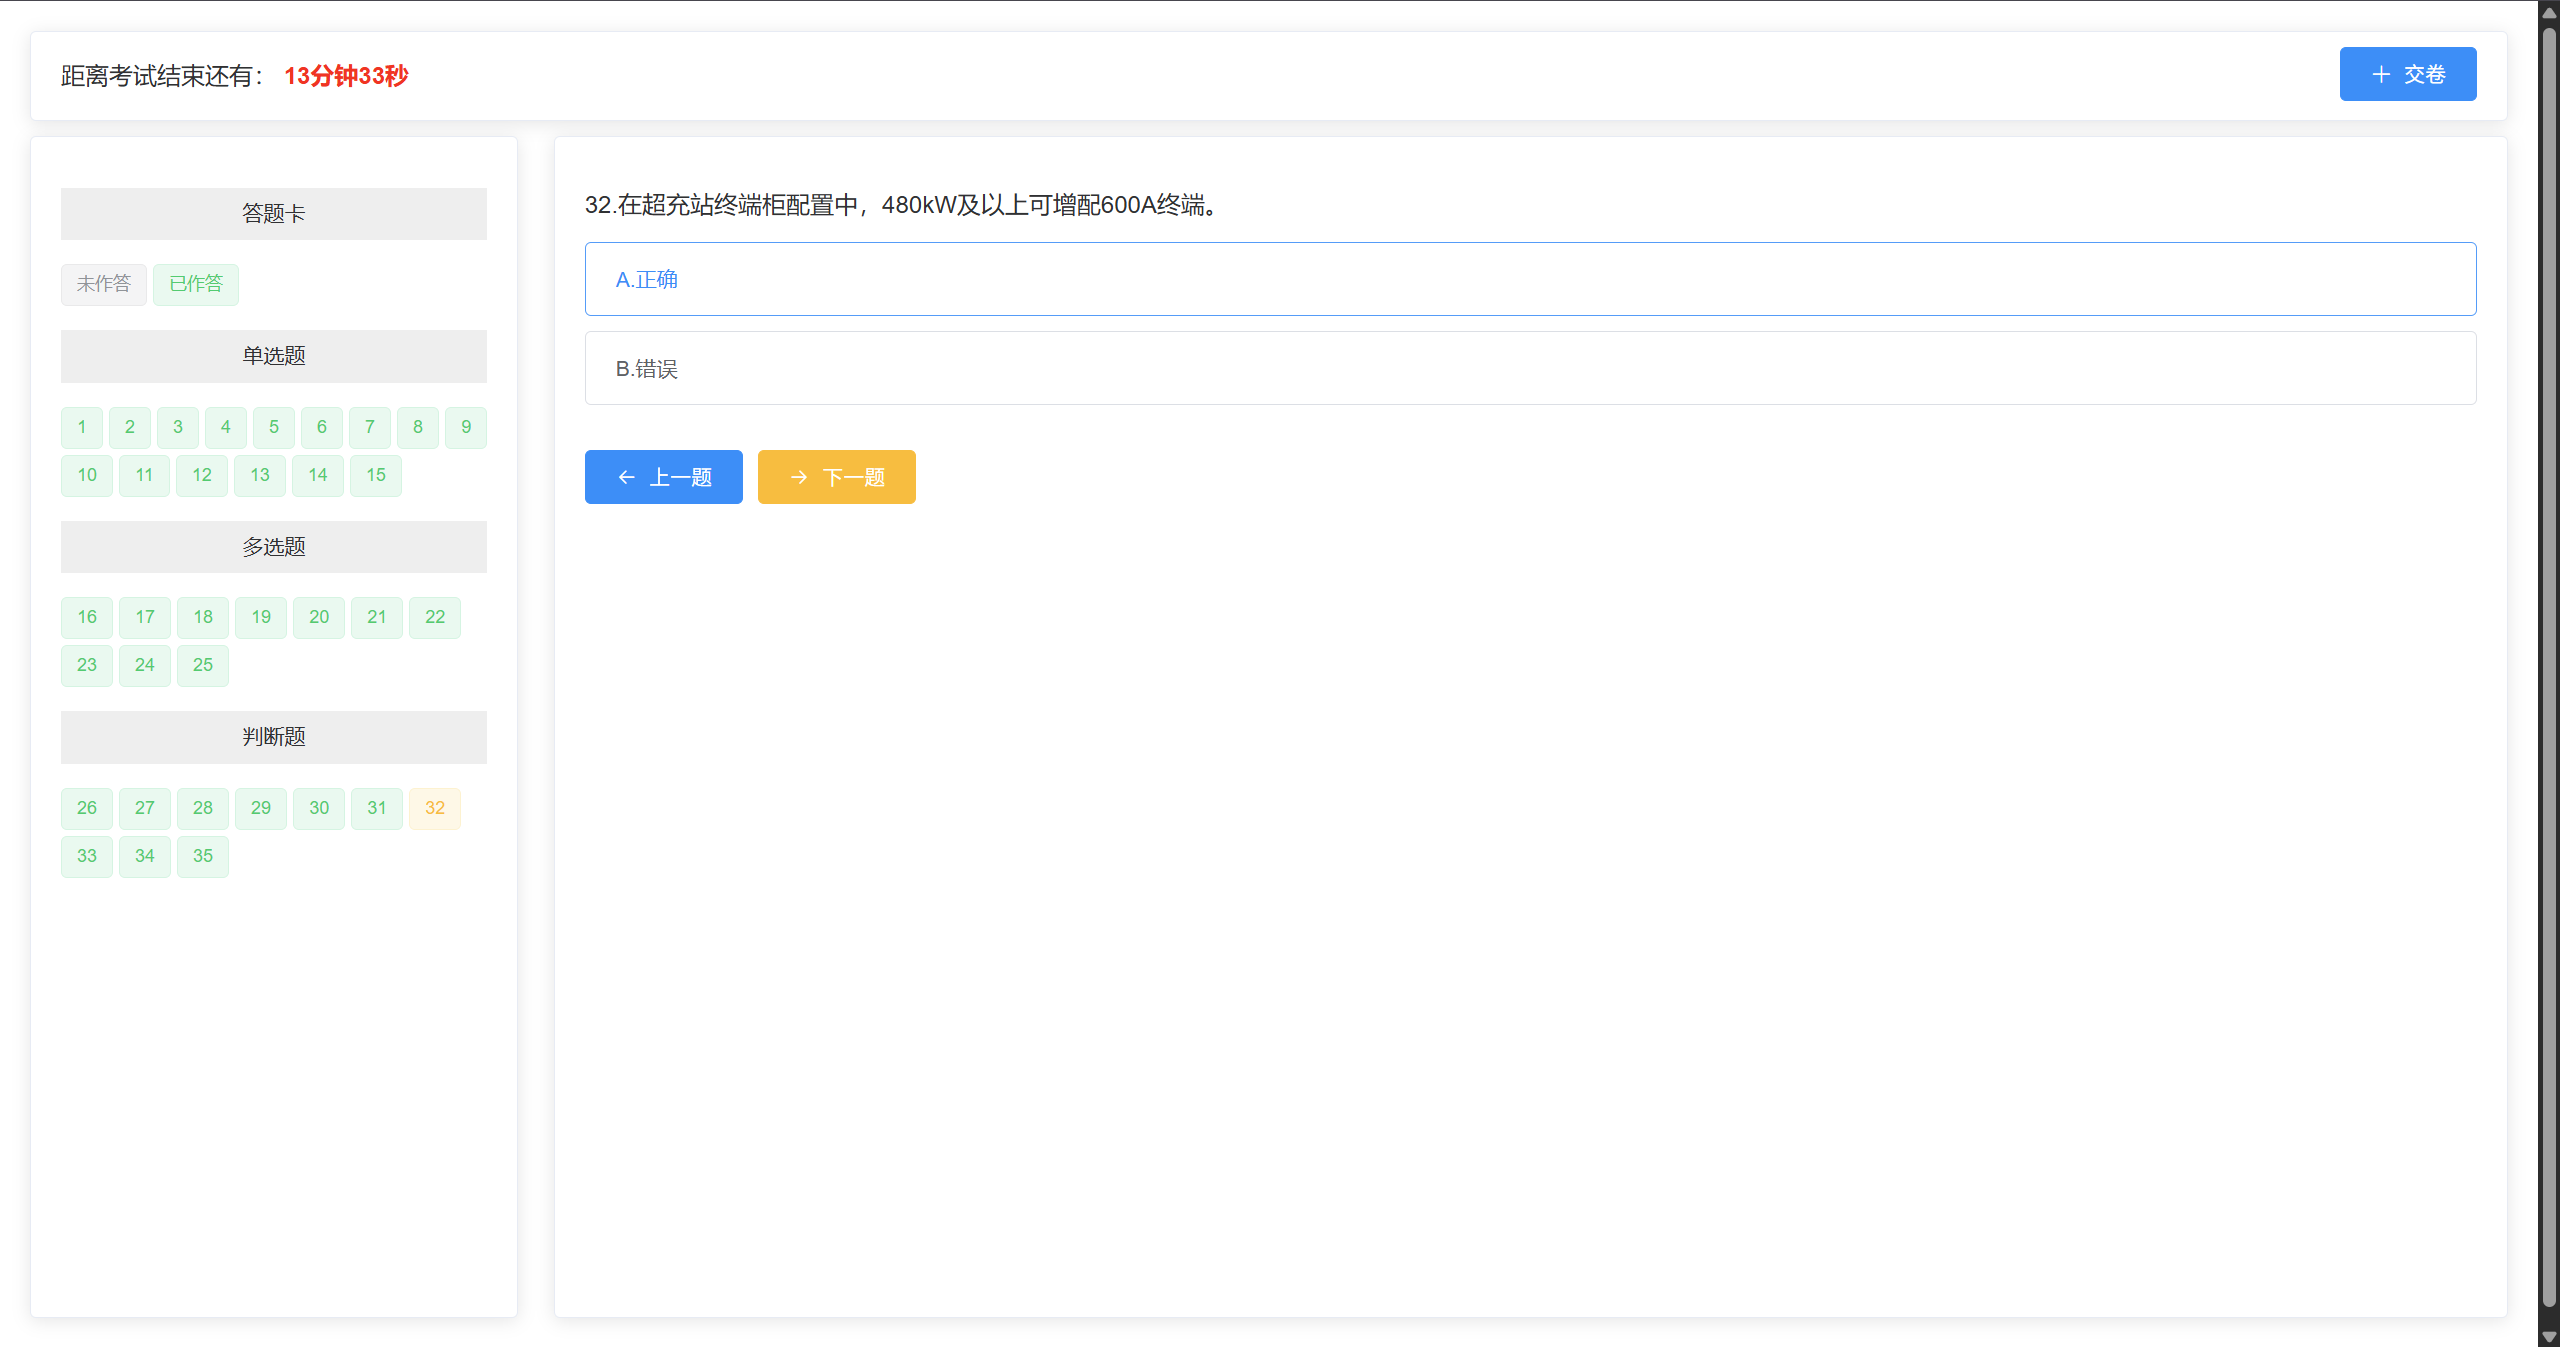 距离考试结束还有： 13分钟33秒
交卷
答题卡
未作答 已作答
单选题
1 2 3 4 5 6 7 8 9
10 11 12 13 14 15
多选题
16 17 18 19 20 21 22
23 24 25
判断题
26 27 28 29 30 31 32
33 34 35
32.在超充站终端柜配置中，480kW及以上可增配600A终端。
A.正确
B.错误
上一题 下一题